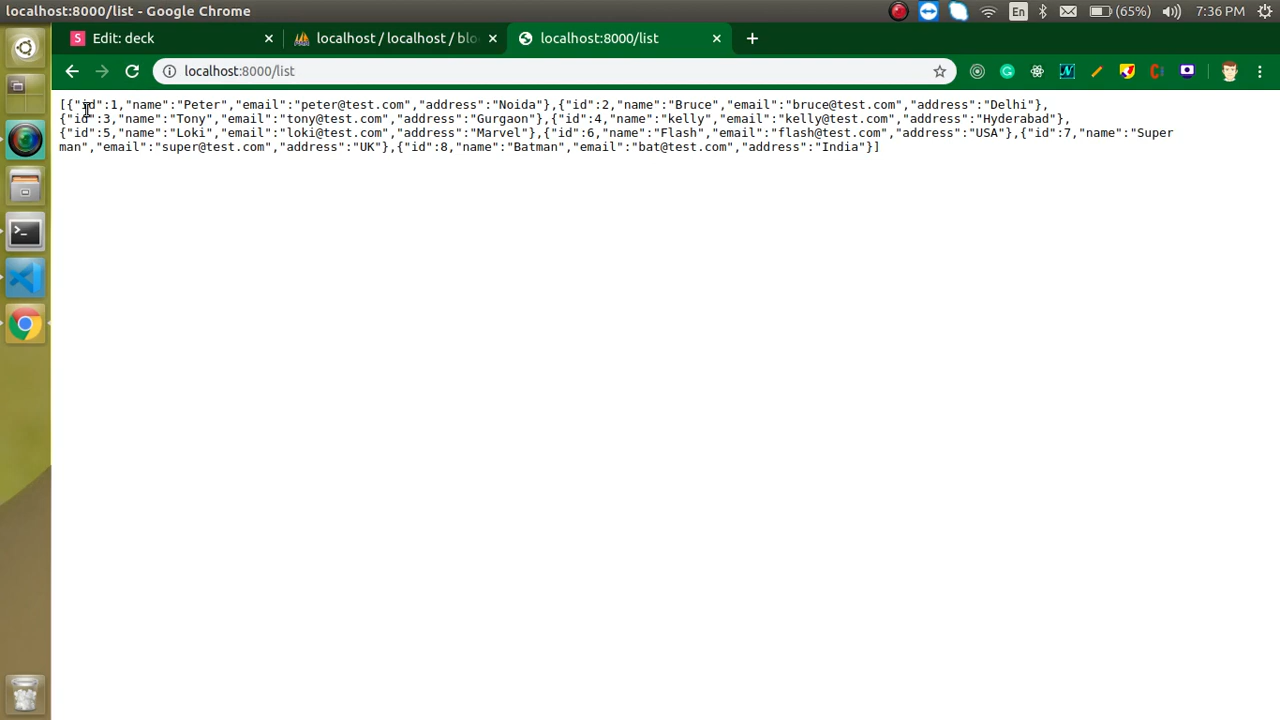 localhost:8000/list - Google Chrome
En
(65%)
7:36 PM
S
Edit: deck
localhost / localhost / blo
localhost:8000/list
localhost:8000/list
[{"id":1,"name":"Peter","email":"peter@test.com","address":"Noida"},{"id":2,"name":"Bruce","email":"bruce@test.com","address":"Delhi"},
{"id":3,"name":"Tony","email":"tony@test.com","address":"Gurgaon"},{"id":4,"name":"kelly","email":"kelly@test.com","address":"Hyderabad"},
{"id":5,"name":"Loki","email":"loki@test.com","address":"Marvel"},{"id":6,"name":"Flash","email":"flash@test.com","address":"USA"},{"id":7,"name":"Super
man","email":"super@test.com","address":"UK"},{"id":8,"name":"Batman","email":"bat@test.com","address":"India"}]